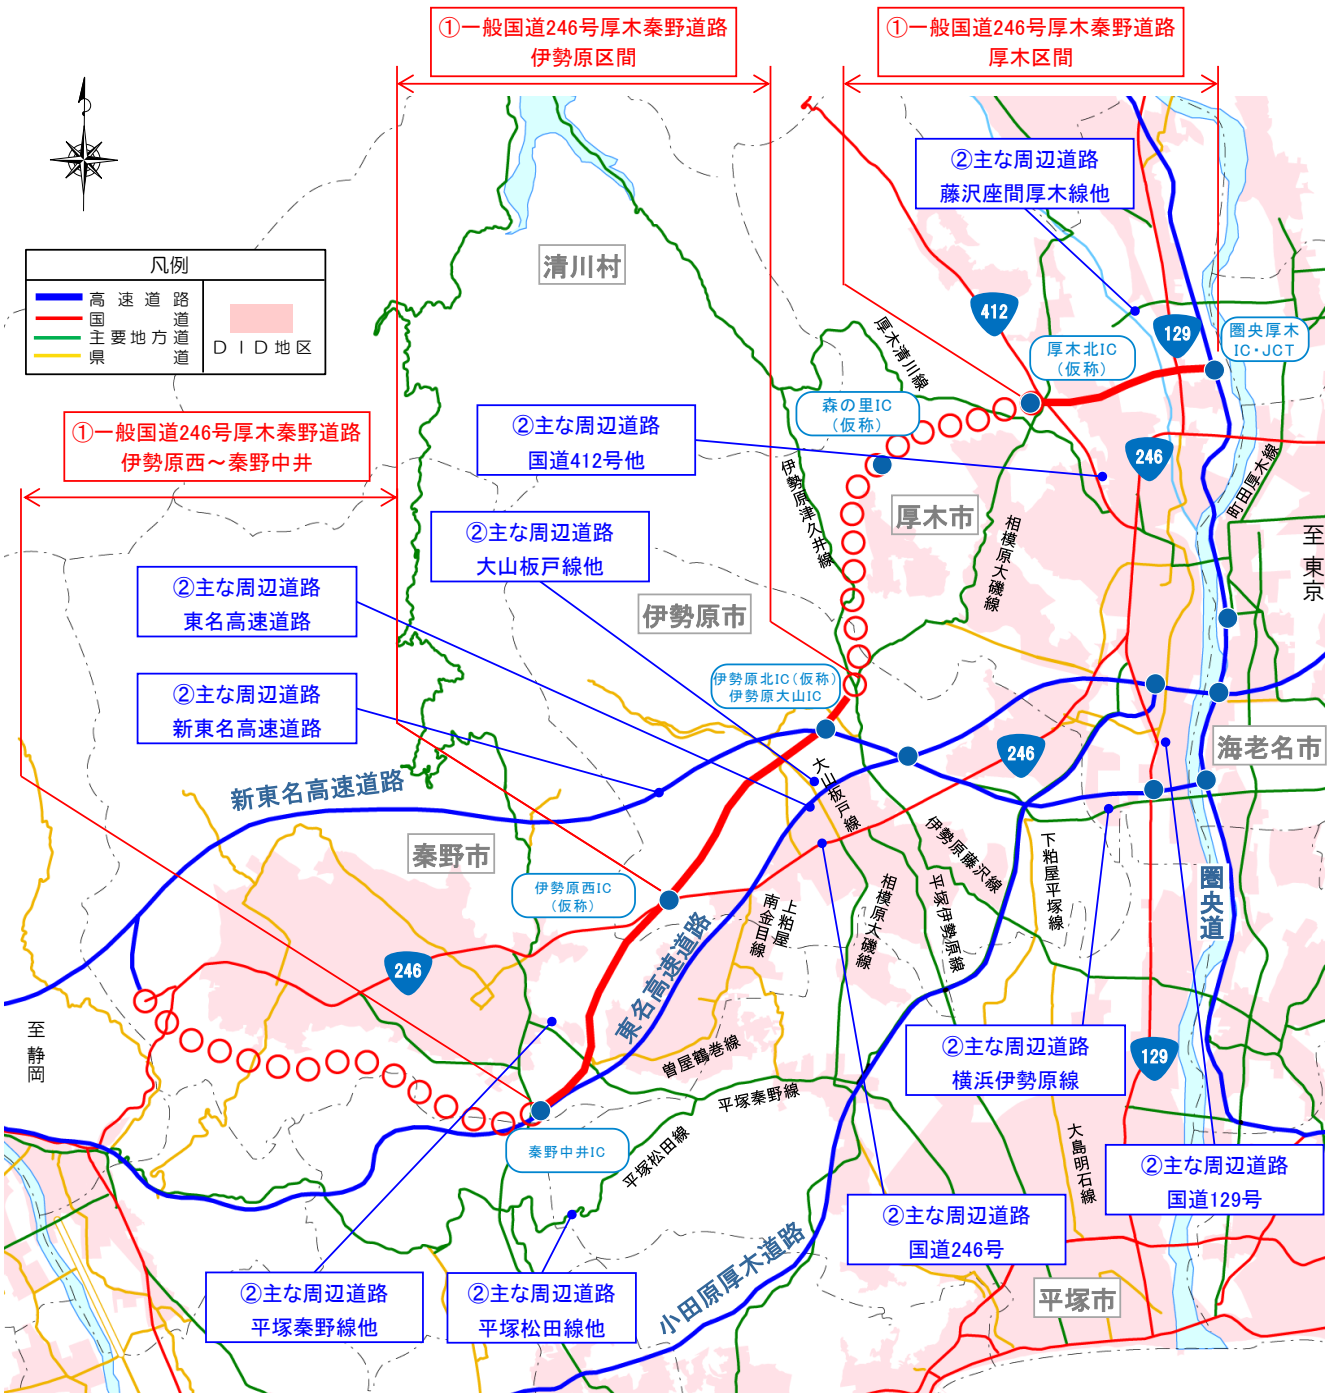 ①一般国道246号厚木秦野道路
伊勢原区間
①一般国道246号厚木秦野道路
厚木区間
②主な周辺道路
藤沢座間厚木線他
清川村
凡例
高速道路
国道
主要地方道
県道
DID地区
412
129
圏央厚木
IC・JCT
厚木北IC
(仮称)
厚木清川線
森の里IC
(仮称)
①一般国道246号厚木秦野道路
伊勢原西~秦野中井
②主な周辺道路
国道412号他
246
町田厚木線
伊勢原津久井線
厚木市
相模原大磯線
至東京
②主な周辺道路
大山板戸線他
②主な周辺道路
東名高速道路
伊勢原市
②主な周辺道路
新東名高速道路
伊勢原北IC(仮称)
伊勢原大山IC
246
海老名市
新東名高速道路
大山板戸線
秦野市
伊勢原藤沢線
下粕屋平塚線
伊勢原西IC
(仮称)
上粕屋
南金目線
相模原大磯線
平塚伊勢原線
圏央道
246
東名高速道路
至静岡
曽屋鶴巻線
②主な周辺道路
横浜伊勢原線
129
平塚秦野線
秦野中井IC
平塚松田線
大島明石線
②主な周辺道路
国道129号
②主な周辺道路
国道246号
小田原厚木道路
②主な周辺道路
平塚秦野線他
②主な周辺道路
平塚松田線他
平塚市